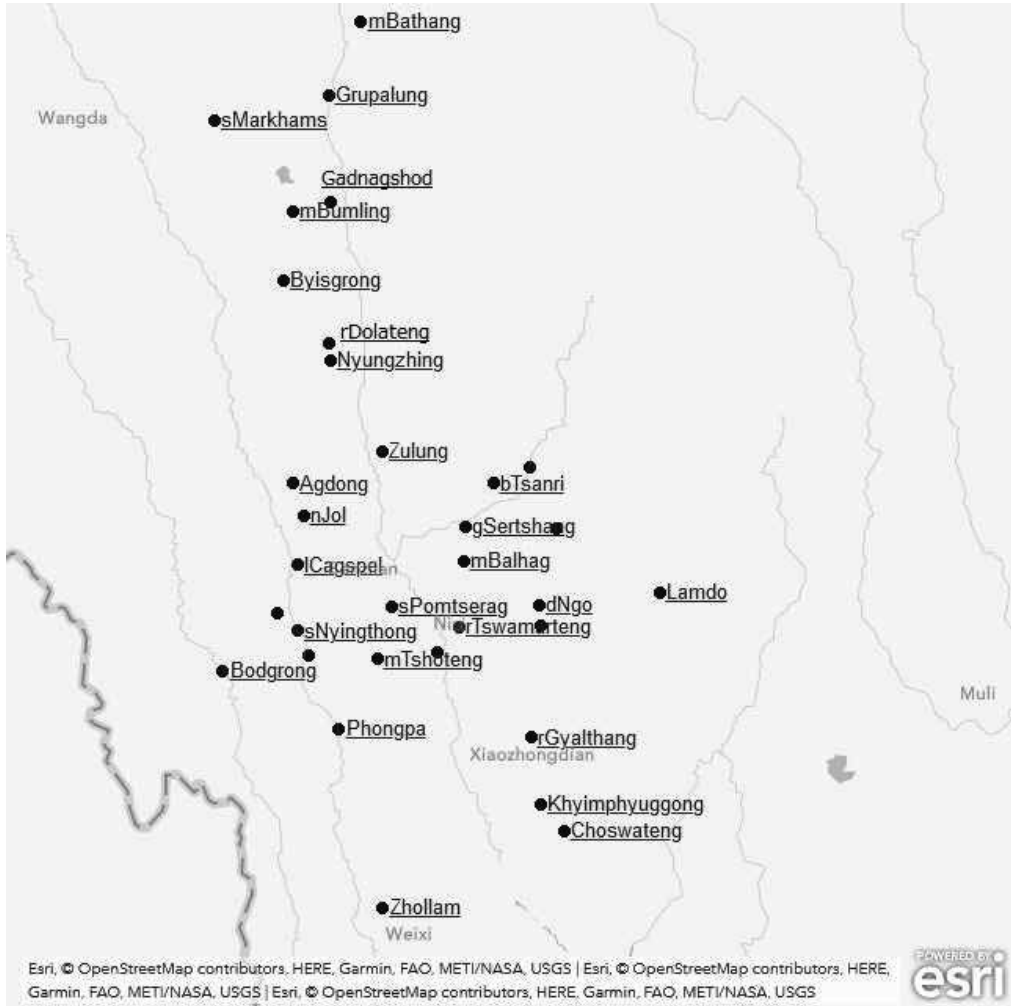 mBathang
Grupalung
Wangda
sMarkhams
Gadnagshod
mBumling
Byisgrong
rDolateng
Nyungzhing
Zulung
Agdong
bTsanri
nJol
gSertshang
lCagspel
mBalhag
Lamdo
sPomtserag
dNgo
rTswamarteng
sNyingthong
mTshoteng
Bodgrong
Muli
Phongpa
rGyalthang
Xiaozhongdian
Khyimphyuggong
Choswateng
Zhollam
Weixi
Esri, © OpenStreetMap contributors, HERE, Garmin, FAO, METI/NASA, USGS | Esri, © OpenStreetMap contributors, HERE,
Garmin, FAO, METI/NASA, USGS | Esri, © OpenStreetMap contributors, HERE, Garmin, FAO, METI/NASA, USGS
POWERED BY
esri